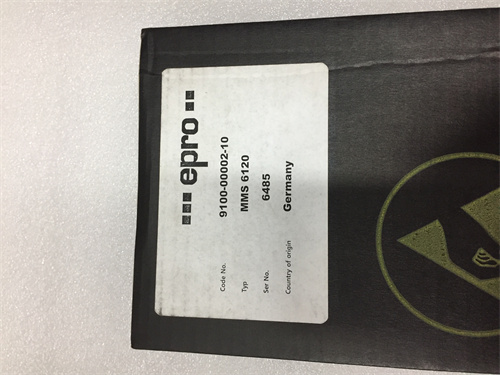 epro
Code No. 9100-00002-10
Typ MMS 6120
Ser No. 6485
Country of origin Germany